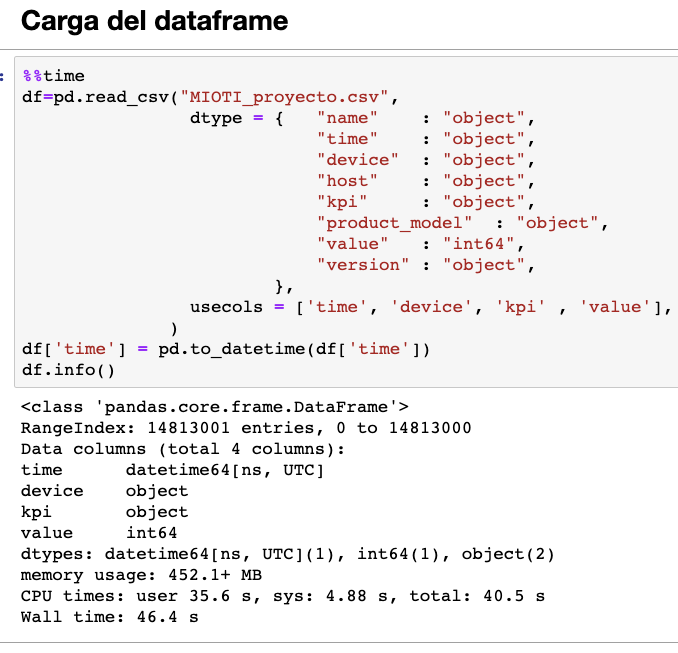 Carga del dataframe
:
%%time
df=pd.read_csv("MIOTI_proyecto.csv",
                dtype = {   "name"    : "object",
                            "time"    : "object",
                            "device"  : "object",
                            "host"    : "object",
                            "kpi"     : "object",
                            "product_model"  : "object",
                            "value"   : "int64",
                            "version" : "object",
                        },
                usecols = ['time', 'device', 'kpi' , 'value'],
              )
df['time'] = pd.to_datetime(df['time'])
df.info()
<class 'pandas.core.frame.DataFrame'>
RangeIndex: 14813001 entries, 0 to 14813000
Data columns (total 4 columns):
time      datetime64[ns, UTC]
device    object
kpi       object
value     int64
dtypes: datetime64[ns, UTC](1), int64(1), object(2)
memory usage: 452.1+ MB
CPU times: user 35.6 s, sys: 4.88 s, total: 40.5 s
Wall time: 46.4 s